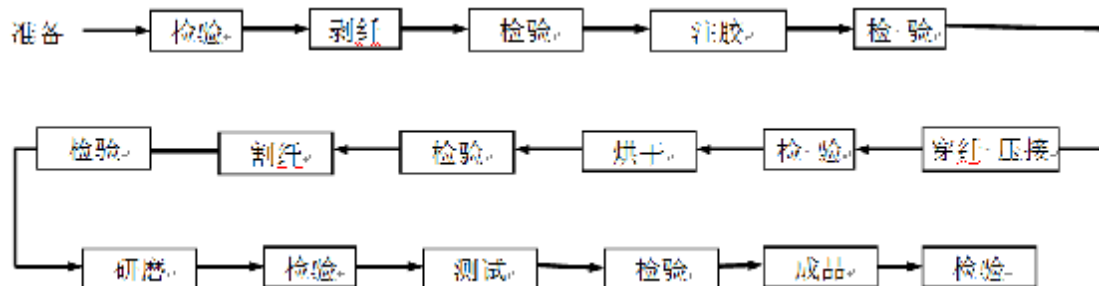 准备 检验 剥纤 检验 注胶 检验
检验 割纤 检验 烘干 检验 穿纤 压接
研磨 检验 测试 检验 成品 检验